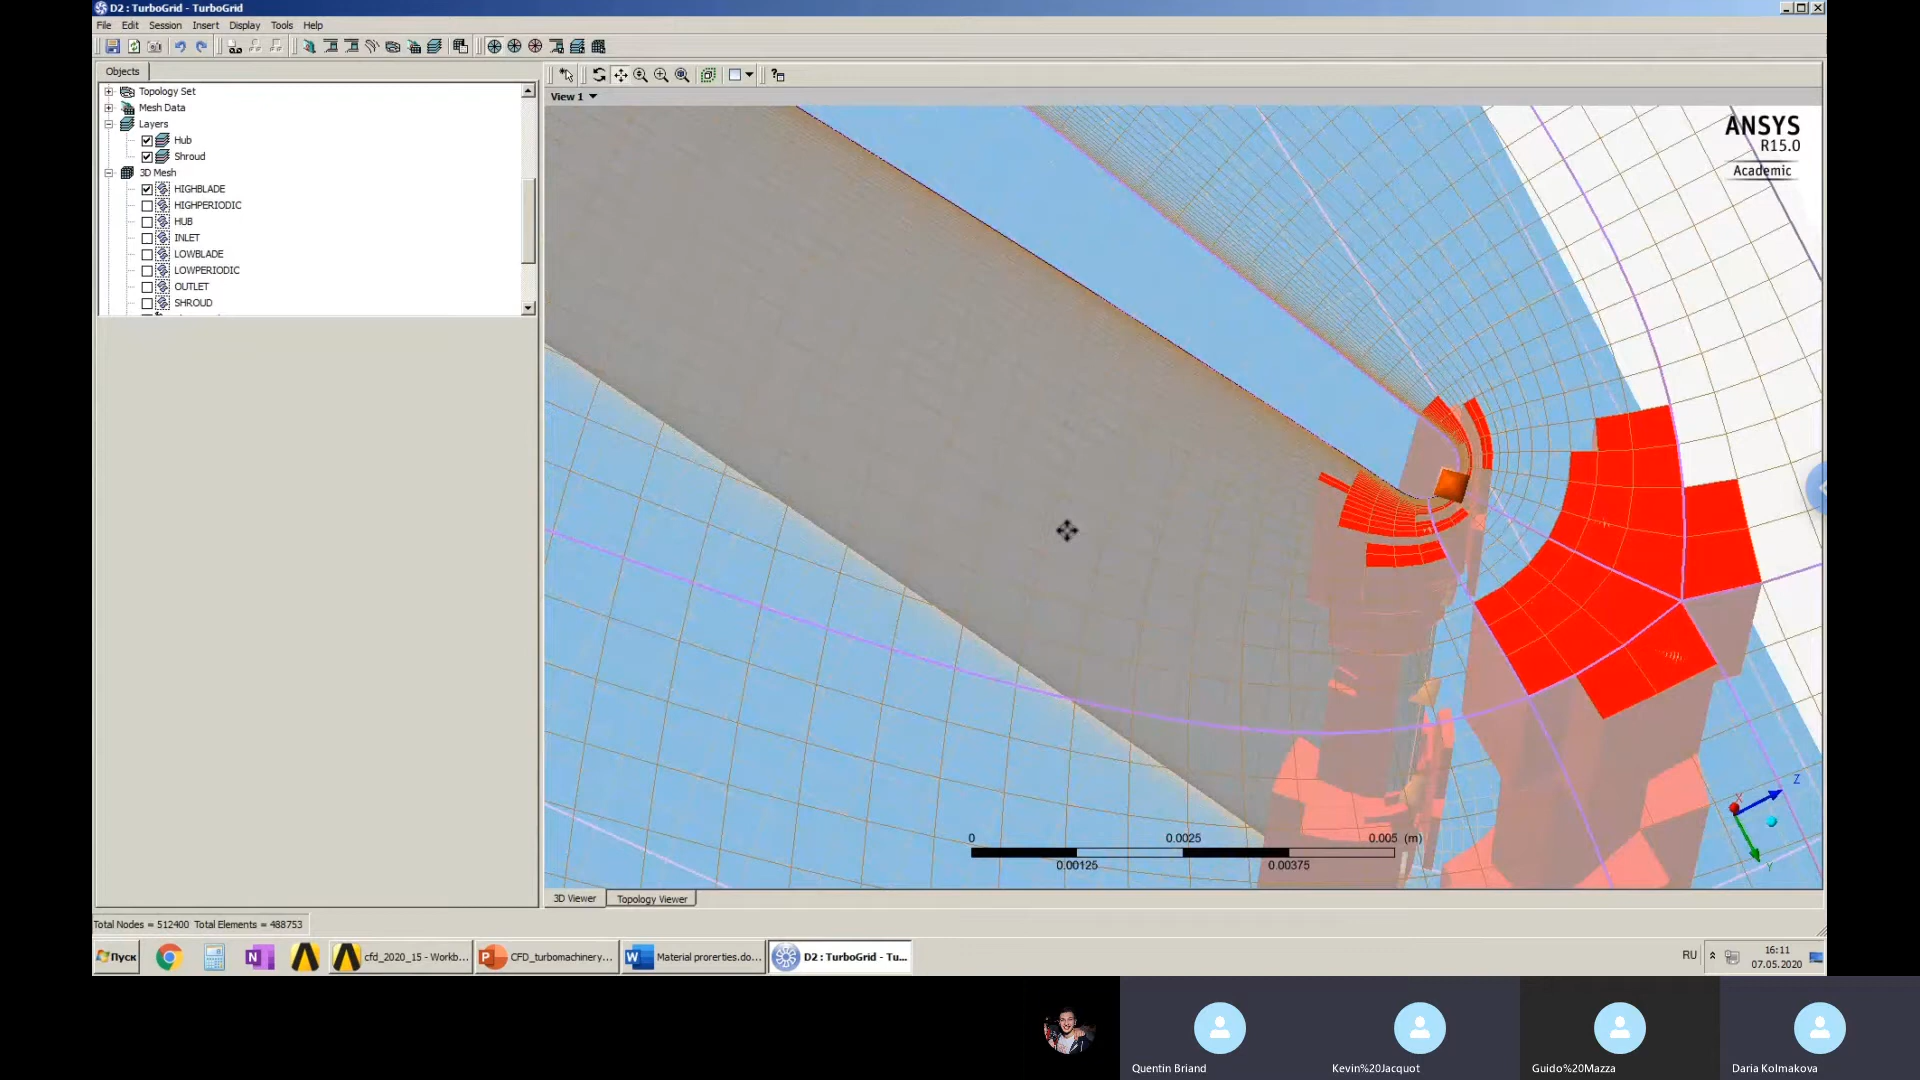 D2 : TurboGrid - TurboGrid
File Edit Session Insert Display Tools Help
Objects
Topology Set
Mesh Data
Layers
Hub
Shroud
3D Mesh
HIGHBLADE
HIGHPERIODIC
HUB
INLET
LOWBLADE
LOWPERIODIC
OUTLET
SHROUD
View 1
ANSYS
R15.0
Academic
0 0.0025 0.005 (m)
0.00125 0.00375
X
Y
Z
3D Viewer Topology Viewer
Total Nodes = 512400 Total Elements = 488753
Пуск
cfd_2020_15 - Workb...
CFD_turbomachinery...
Material prorerties.do...
D2 : TurboGrid - Tu...
RU
16:11
07.05.2020
Quentin Briand
Kevin%20Jacquot
Guido%20Mazza
Daria Kolmakova